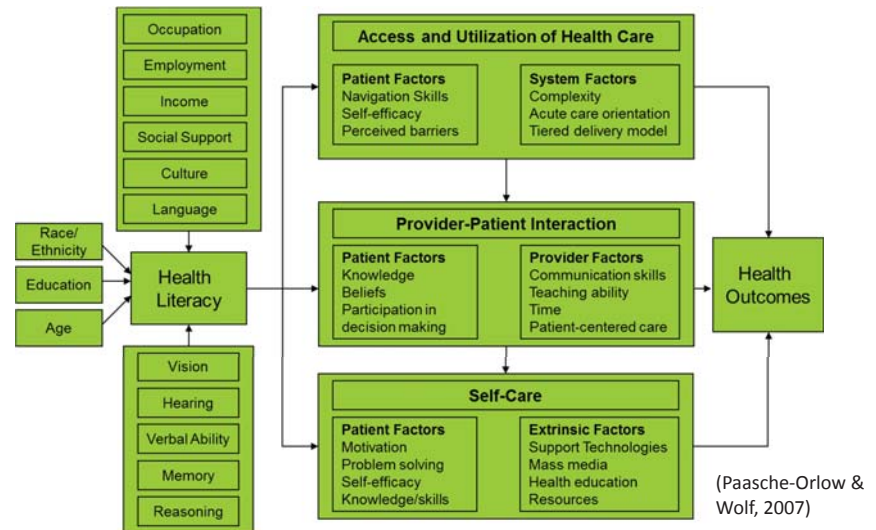 Occupation
Employment
Income
Social Support
Culture
Language
Race/
Ethnicity
Education
Age
Health
Literacy
Vision
Hearing
Verbal Ability
Memory
Reasoning
Access and Utilization of Health Care
Patient Factors
Navigation Skills
Self-efficacy
Perceived barriers
System Factors
Complexity
Acute care orientation
Tiered delivery model
Provider-Patient Interaction
Patient Factors
Knowledge
Beliefs
Participation in
decision making
Provider Factors
Communication skills
Teaching ability
Time
Patient-centered care
Self-Care
Patient Factors
Motivation
Problem solving
Self-efficacy
Knowledge/skills
Extrinsic Factors
Support Technologies
Mass media
Health education
Resources
Health
Outcomes
(Paasche-Orlow &
Wolf, 2007)